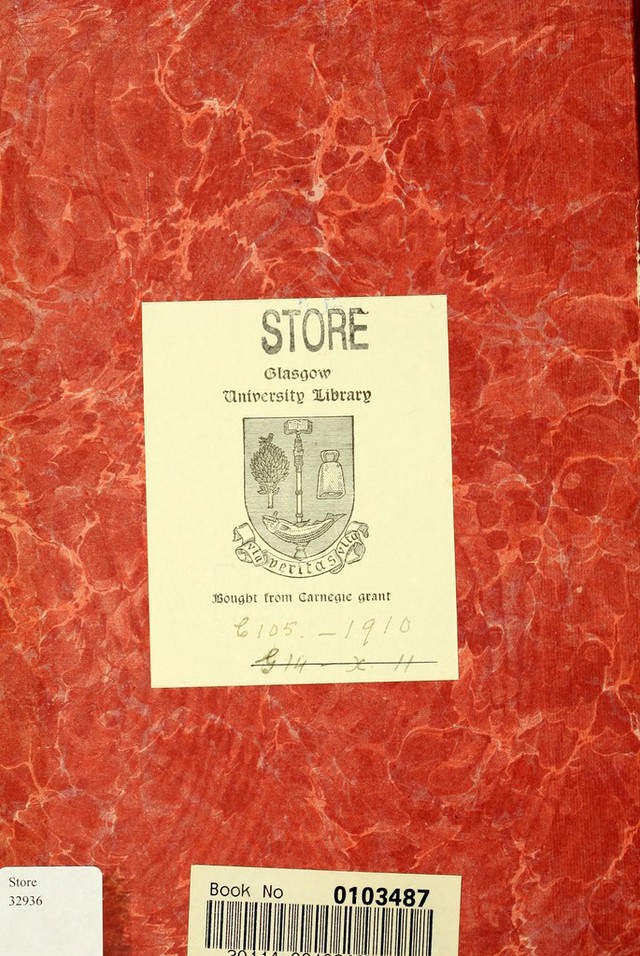 STORE
Glasgow
University Library
via veritas vita
Bought from Carnegie grant
C105. - 1910
G14 - X. 11
Store
32936
Book No 0103487